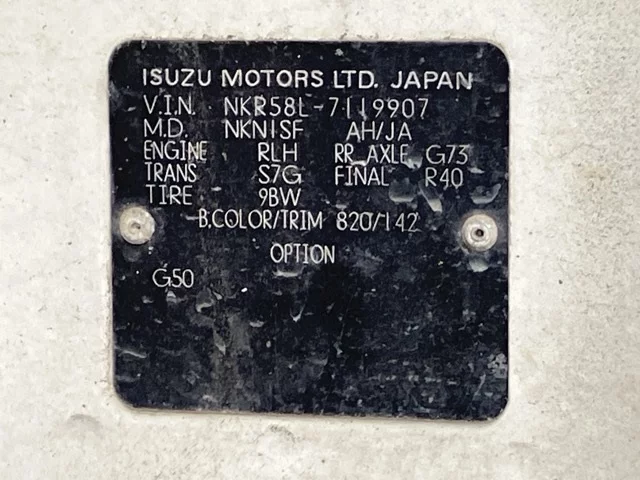 ISUZU MOTORS LTD. JAPAN
V.I.N. NKR58L-7119907
M.D. NKN1SF AH/JA
ENGINE RLH RR AXLE G73
TRANS S7G FINAL R40
TIRE 9BW
B.COLOR/TRIM 820/142
OPTION
G50